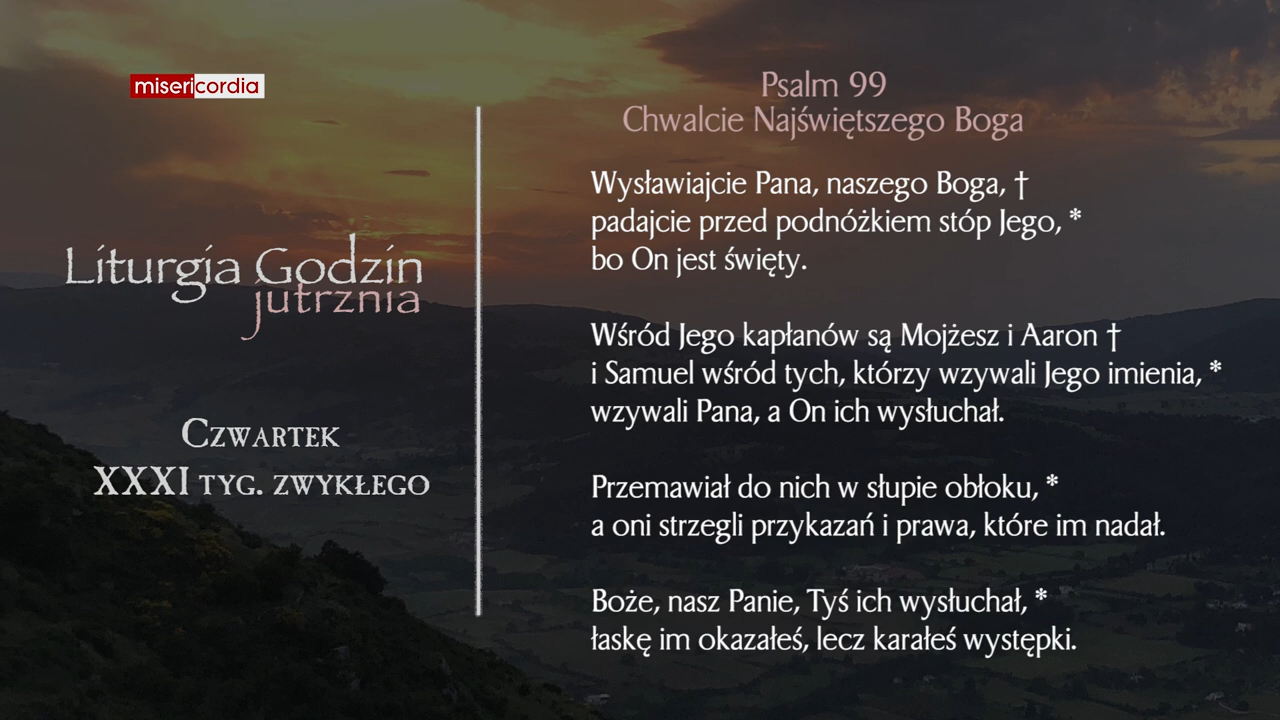 misericordia
Liturgia Godzin
jutrznia
Czwartek
XXXI tyg. zwykłego
Psalm 99
Chwalcie Najświętszego Boga
Wysławiajcie Pana, naszego Boga, †
padajcie przed podnóżkiem stóp Jego, *
bo On jest święty.
Wśród Jego kapłanów są Mojżesz i Aaron †
i Samuel wśród tych, którzy wzywali Jego imienia, *
wzywali Pana, a On ich wysłuchał.
Przemawiał do nich w słupie obłoku, *
a oni strzegli przykazań i prawa, które im nadał.
Boże, nasz Panie, Tyś ich wysłuchał, *
łaskę im okazałeś, lecz karałeś występki.